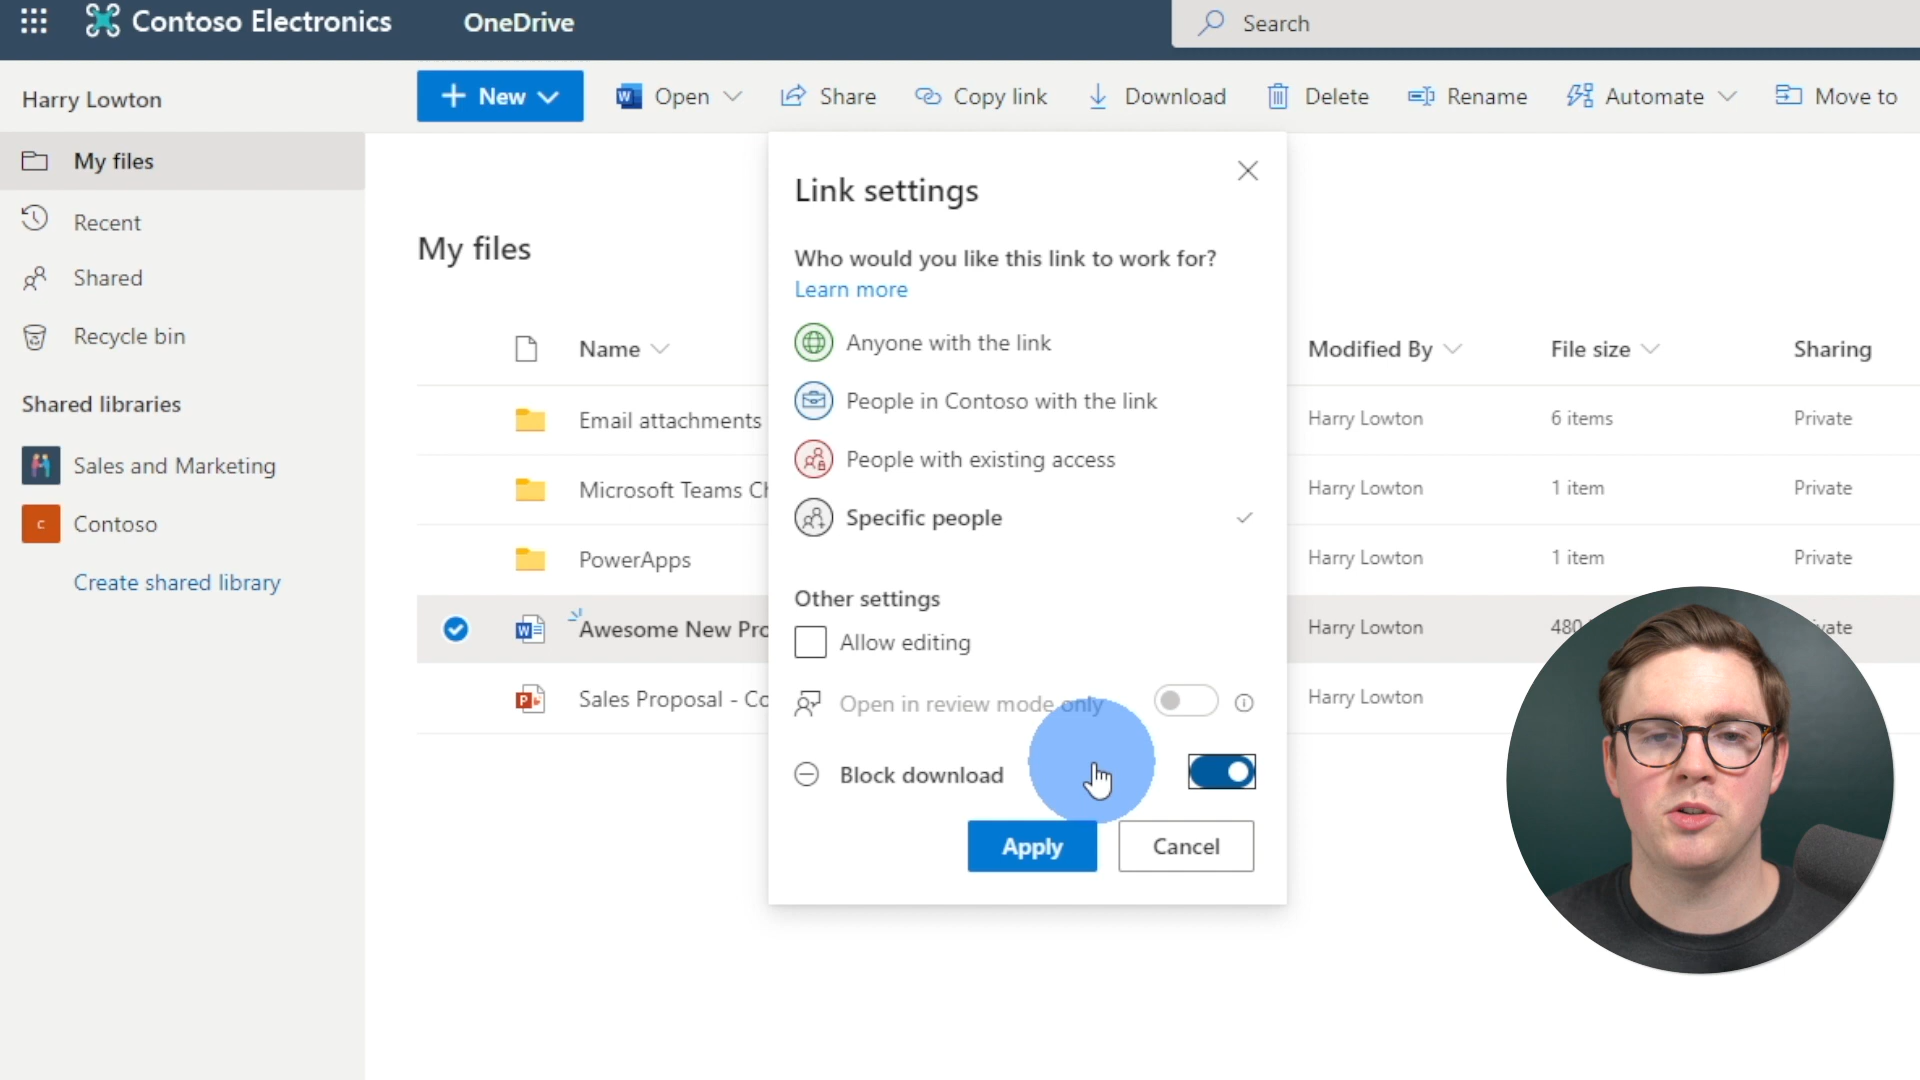 Contoso Electronics
OneDrive
Search
Harry Lowton
New
Open
Share
Copy link
Download
Delete
Rename
Automate
Move to
My files
Recent
Shared
Recycle bin
Shared libraries
Sales and Marketing
C
Contoso
Create shared library
My files
Name
Modified By
File size
Sharing
Email attachments
Harry Lowton
6 items
Private
Microsoft Teams Ch
Harry Lowton
1 item
Private
PowerApps
Harry Lowton
1 item
Private
W
Awesome New Pro
Harry Lowton
480
vate
P
Sales Proposal - Co
Harry Lowton
Link settings
Who would you like this link to work for?
Learn more
Anyone with the link
People in Contoso with the link
People with existing access
Specific people
Other settings
Allow editing
Open in review mode only
Block download
Apply
Cancel